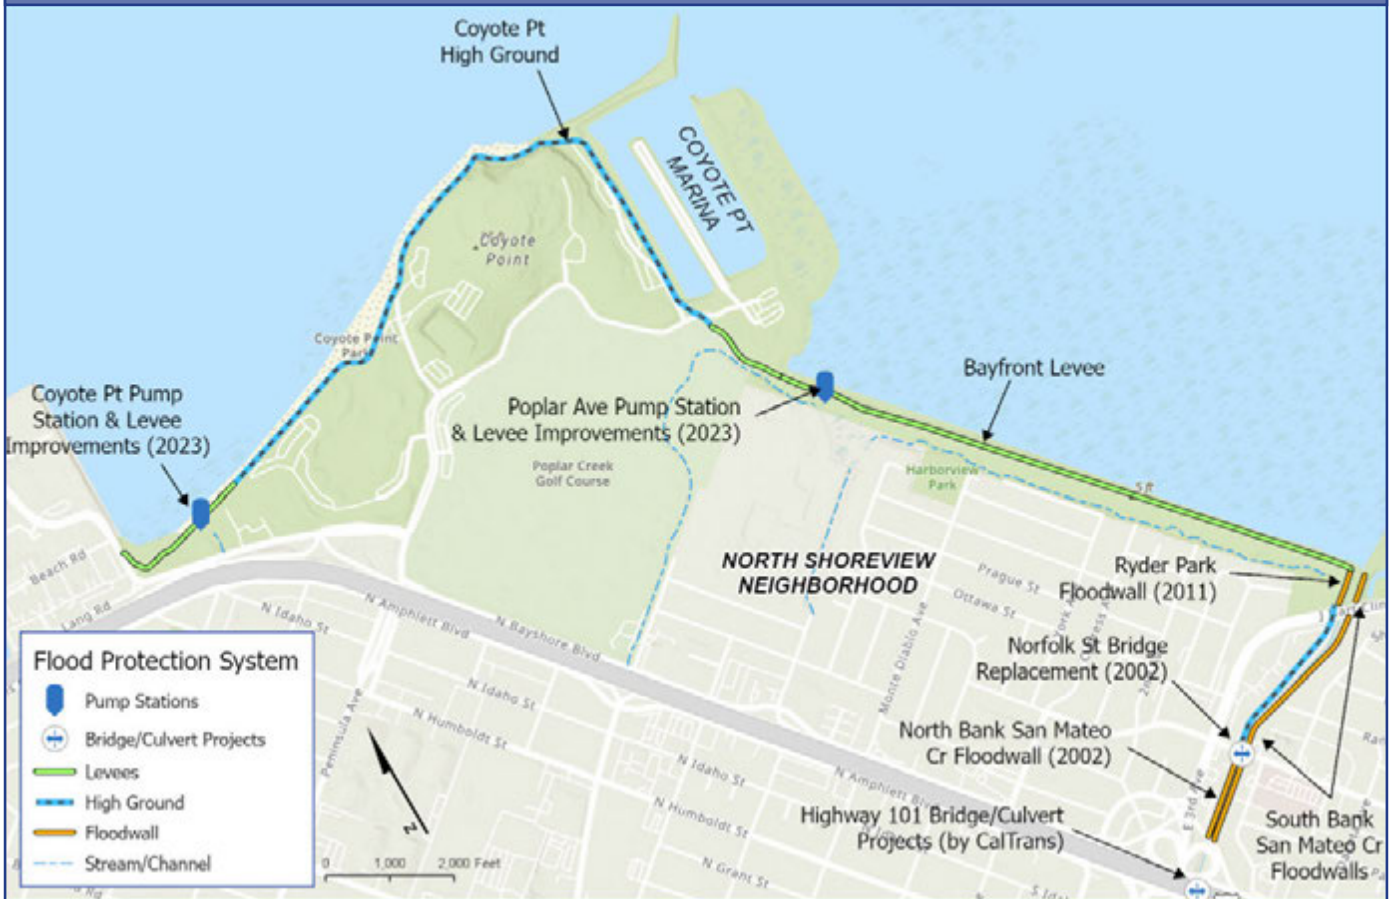 Coyote Pt
High Ground
COYOTE PT
MARINA
Coyote
Point
Coyote Point
Park
Coyote Pt Pump
Station & Levee
Improvements (2023)
Poplar Ave Pump Station
& Levee Improvements (2023)
Bayfront Levee
Poplar Creek
Golf Course
Harborview
Park
5 ft
NORTH SHOREVIEW
NEIGHBORHOOD
Beach Rd
Lang Rd
N Idaho St
N Amphlett Blvd
N Bayshore Blvd
Prague St
Ottawa St
Monte Diablo Ave
Ryder Park
Floodwall (2011)
Norfolk St Bridge
Replacement (2002)
North Bank San Mateo
Cr Floodwall (2002)
Highway 101 Bridge/Culvert
Projects (by CalTrans)
South Bank
San Mateo Cr
Floodwalls
E 3rd Ave
Peninsula Ave
N Idaho St
N Humboldt St
N Idaho St
N Amphlett
N Humboldt St
N Grant St
Flood Protection System
Pump Stations
Bridge/Culvert Projects
Levees
High Ground
Floodwall
Stream/Channel
N
0 1,000 2,000 Feet